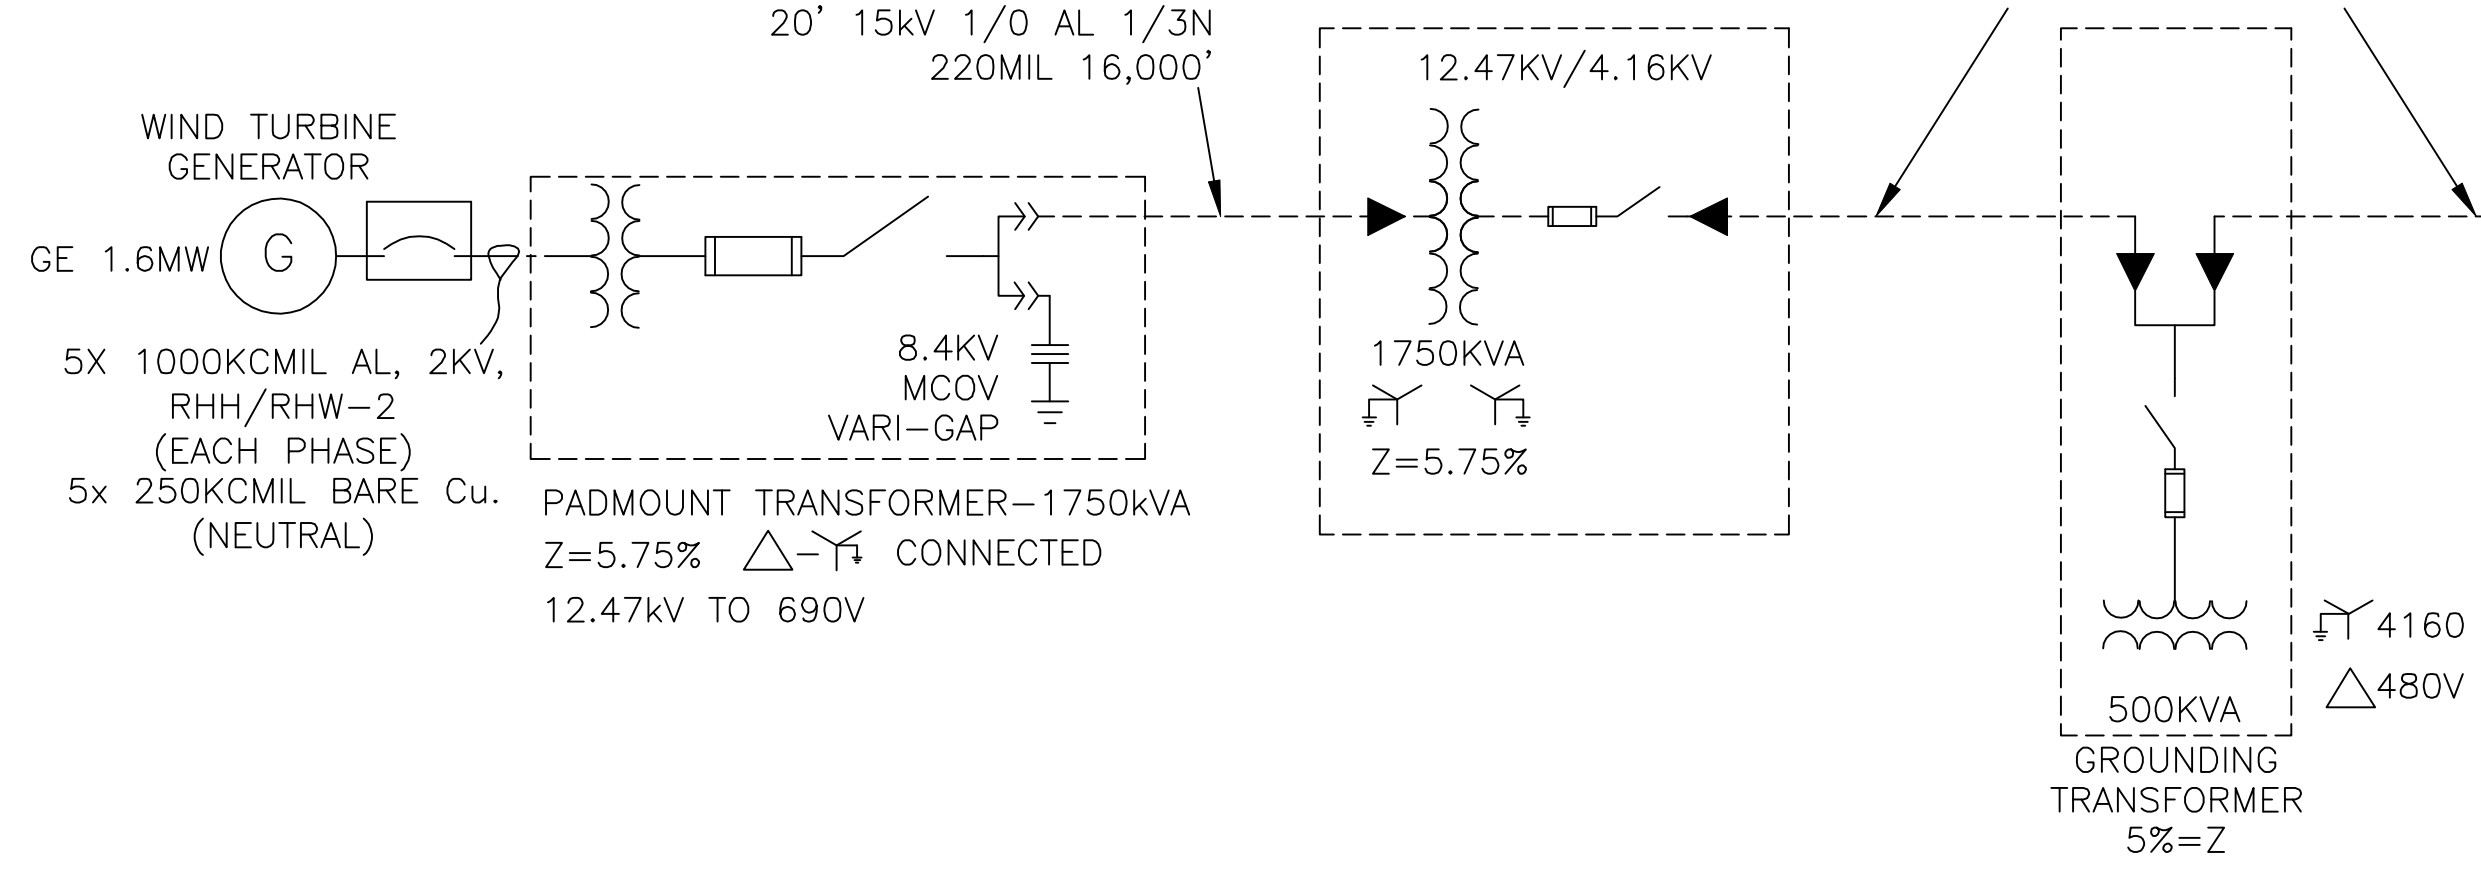 20' 15kV 1/0 AL 1/3N
220MIL 16,000'
WIND TURBINE
GENERATOR
GE 1.6MW
G
5X 1000KCMIL AL, 2KV,
RHH/RHW-2
(EACH PHASE)
5x 250KCMIL BARE Cu.
(NEUTRAL)
8.4KV
MCOV
VARI-GAP
PADMOUNT TRANSFORMER-1750kVA
Z=5.75% - CONNECTED
12.47kV TO 690V
12.47KV/4.16KV
1750KVA
Z=5.75%
4160
480V
500KVA
GROUNDING
TRANSFORMER
5%=Z